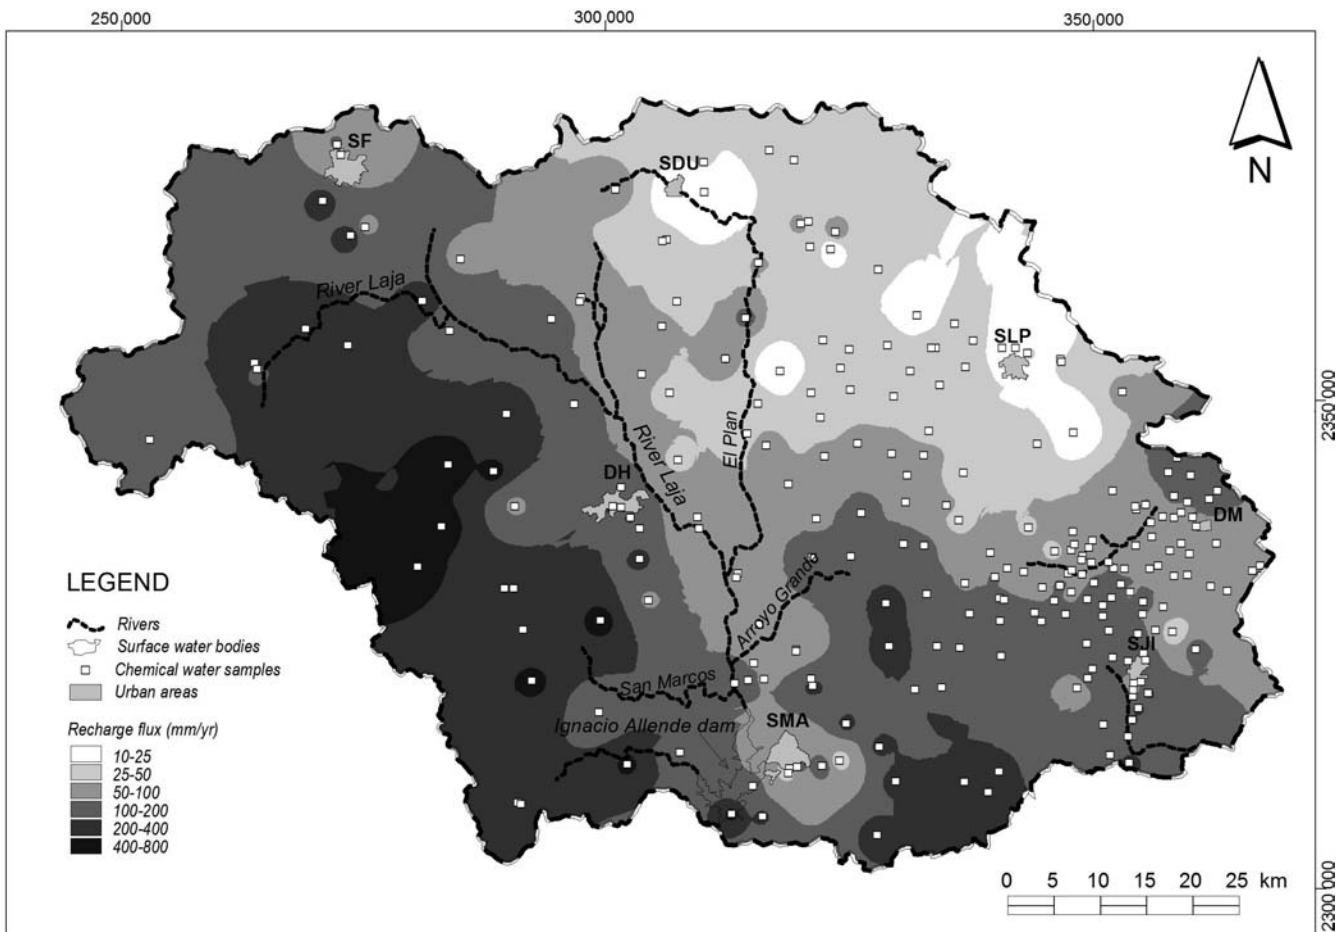 250 000 300 000 350 000
N
SF
SDU
River Laja
SLP
2350 000
El Plan
River Laja
DH
DM
Arroyo Grande
SJI
San Marcos
Ignacio Allende dam
SMA
LEGEND
Rivers
Surface water bodies
Chemical water samples
Urban areas
Recharge flux (mm/yr)
10-25
25-50
50-100
100-200
200-400
400-800
0 5 10 15 20 25 km
2300 000